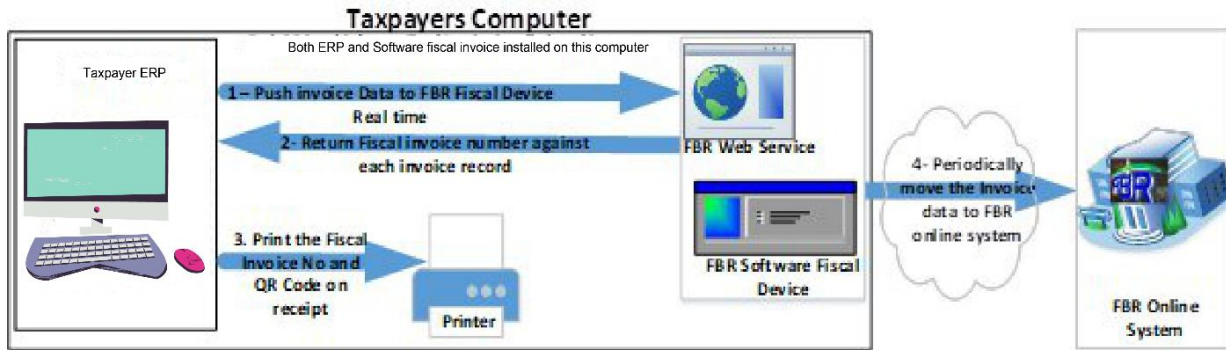 Taxpayers Computer
Both ERP and Software fiscal invoice installed on this computer
Taxpayer ERP
1 – Push invoice Data to FBR Fiscal Device
Real time
2- Return Fiscal invoice number against
each invoice record
FBR Web Service
3. Print the Fiscal
Invoice No and
QR Code on
receipt
Printer
FBR Software Fiscal
Device
4- Periodically
move the Invoice
data to FBR
online system
FBR
FBR Online
System